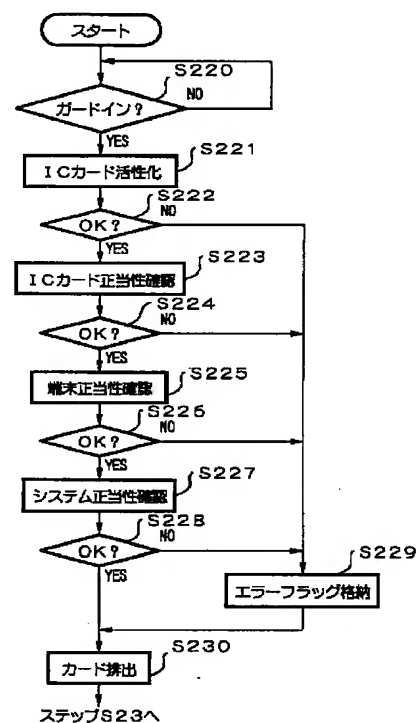 スタート
S220
ガードイン?
NO
YES
S221
ICカード活性化
S222
OK?
NO
YES
S223
ICカード正当性確認
S224
OK?
NO
YES
S225
端末正当性確認
S226
OK?
NO
YES
S227
システム正当性確認
S228
OK?
NO
YES
S229
エラーフラッグ格納
S230
カード排出
ステップS23へ